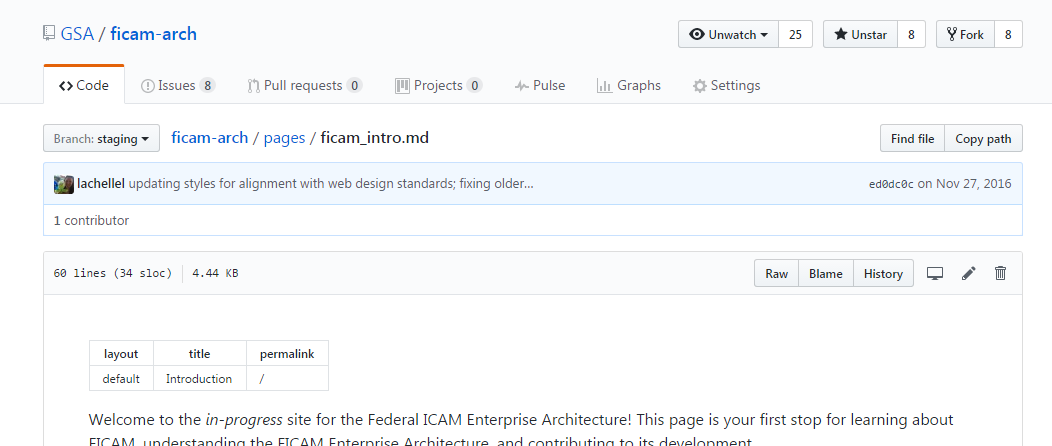 GSA / ficam-arch Unwatch 25 Unstar 8 Fork 8
Code Issues 8 Pull requests 0 Projects 0 Pulse Graphs Settings
Branch: staging ficam-arch / pages / ficam_intro.md Find file Copy path
lachellel updating styles for alignment with web design standards; fixing older... ed0dc0c on Nov 27, 2016
1 contributor
60 lines (34 sloc) 4.44 KB Raw Blame History
layout title permalink
default Introduction /
Welcome to the in-progress site for the Federal ICAM Enterprise Architecture! This page is your first stop for learning about
FICAM, understanding the FICAM Enterprise Architecture, and contributing to its development.